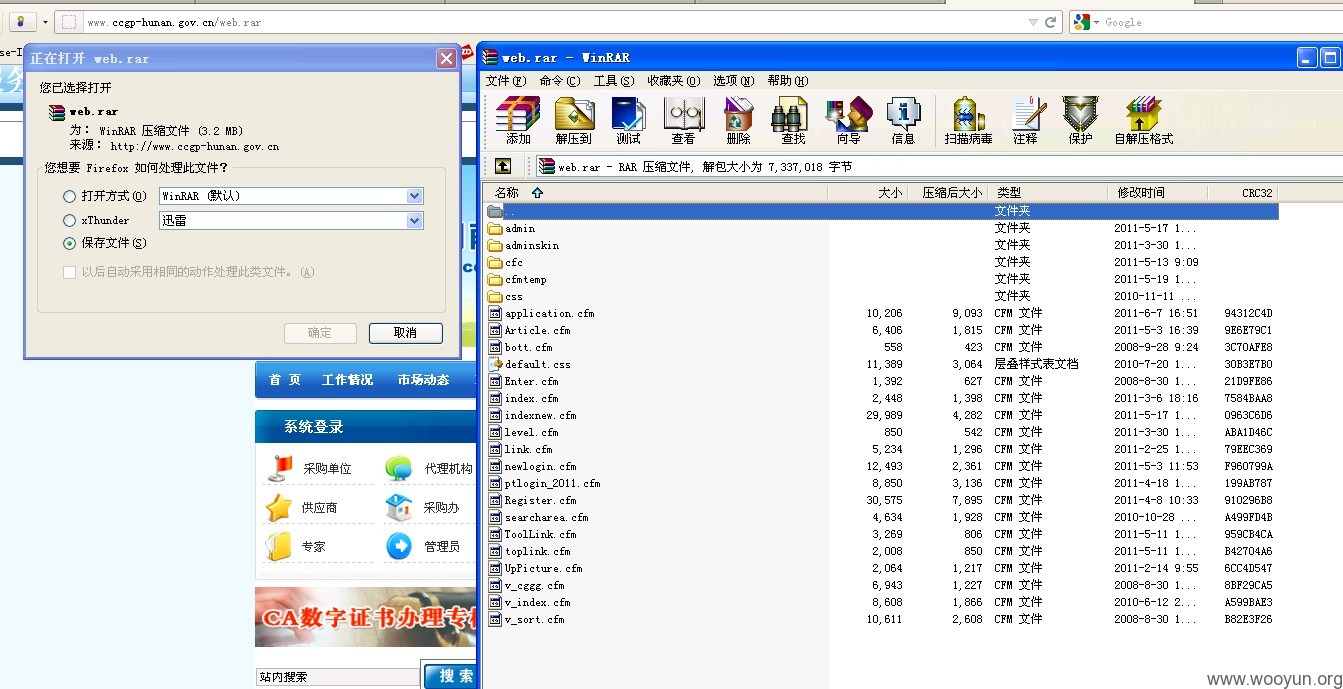 www.ccgp-hunan.gov.cn/web.rar
Google
正在打开 web.rar
您已选择打开
web.rar
为: WinRAR 压缩文件 (3.2 MB)
来源: http://www.ccgp-hunan.gov.cn
您想要 Firefox 如何处理此文件?
打开方式(O) WinRAR (默认)
xThunder 迅雷
保存文件(S)
以后自动采用相同的动作处理此类文件。(A)
确定 取消
首 页 工作情况 市场动态
系统登录
采购单位 代理机构
供应商 采购办
专家 管理员
CA数字证书办理专
站内搜索 搜 索
web.rar - WinRAR
文件(F) 命令(C) 工具(S) 收藏夹(O) 选项(N) 帮助(H)
添加 解压到 测试 查看 删除 查找 向导 信息 扫描病毒 注释 保护 自解压格式
web.rar - RAR 压缩文件, 解包大小为 7,337,018 字节
名称 大小 压缩后大小 类型 修改时间 CRC32
.. 文件夹
admin 文件夹 2011-5-17 1...
adminskin 文件夹 2011-3-30 1...
cfc 文件夹 2011-5-13 9:09
cfmtemp 文件夹 2011-5-19 1...
css 文件夹 2010-11-11 ...
application.cfm 10,206 9,093 CFM 文件 2011-6-7 16:51 94312C4D
Article.cfm 6,406 1,815 CFM 文件 2011-5-3 16:39 9E6E79C1
bott.cfm 558 423 CFM 文件 2008-9-28 9:24 3C70AFE8
default.css 11,389 3,064 层叠样式表文档 2010-7-20 1... 30B3E7B0
Enter.cfm 1,392 627 CFM 文件 2008-8-30 1... 21D9FE86
index.cfm 2,448 1,398 CFM 文件 2011-3-6 18:16 7584BAA8
indexnew.cfm 29,989 4,282 CFM 文件 2011-5-17 1... 0963C6D6
level.cfm 850 542 CFM 文件 2011-3-30 1... ABA1D46C
link.cfm 5,234 1,296 CFM 文件 2011-2-25 1... 79EEC369
newlogin.cfm 12,493 2,361 CFM 文件 2011-5-3 11:53 F960799A
ptlogin_2011.cfm 8,850 3,136 CFM 文件 2011-4-18 1... 199AB787
Register.cfm 30,575 7,895 CFM 文件 2011-4-8 10:33 910296B8
searcharea.cfm 4,634 1,928 CFM 文件 2010-10-28 ... A499FD4B
ToolLink.cfm 3,269 806 CFM 文件 2011-5-11 1... 959CB4CA
toplink.cfm 2,008 850 CFM 文件 2011-5-11 1... B42704A6
UpPicture.cfm 2,064 1,217 CFM 文件 2011-2-14 9:55 6CC4D547
v_cggg.cfm 6,943 1,227 CFM 文件 2008-8-30 1... 8BF29CA5
v_index.cfm 8,608 1,866 CFM 文件 2010-6-12 2... A599BAE3
v_sort.cfm 10,611 2,608 CFM 文件 2008-8-30 1... B82E3F26
www.wooyun.org